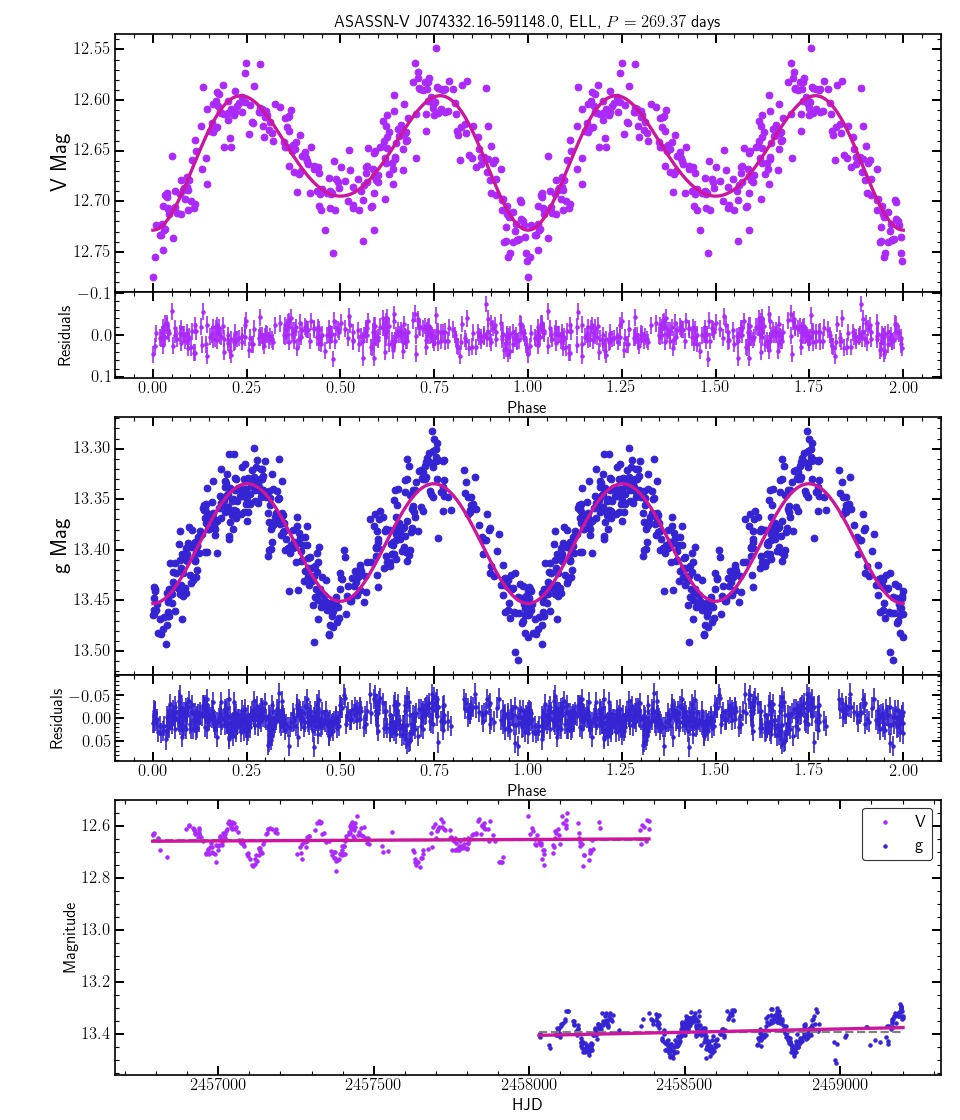 ASASSN-V J074332.16-591148.0, ELL, P = 269.37 days
12.55
12.60
12.65
12.70
12.75
V Mag
−0.1
0.0
0.1
Residuals
0.00 0.25 0.50 0.75 1.00 1.25 1.50 1.75 2.00
Phase
13.30
13.35
13.40
13.45
13.50
g Mag
−0.05
0.00
0.05
Residuals
0.00 0.25 0.50 0.75 1.00 1.25 1.50 1.75 2.00
Phase
12.6
12.8
13.0
13.2
13.4
Magnitude
V
g
2457000 2457500 2458000 2458500 2459000
HJD